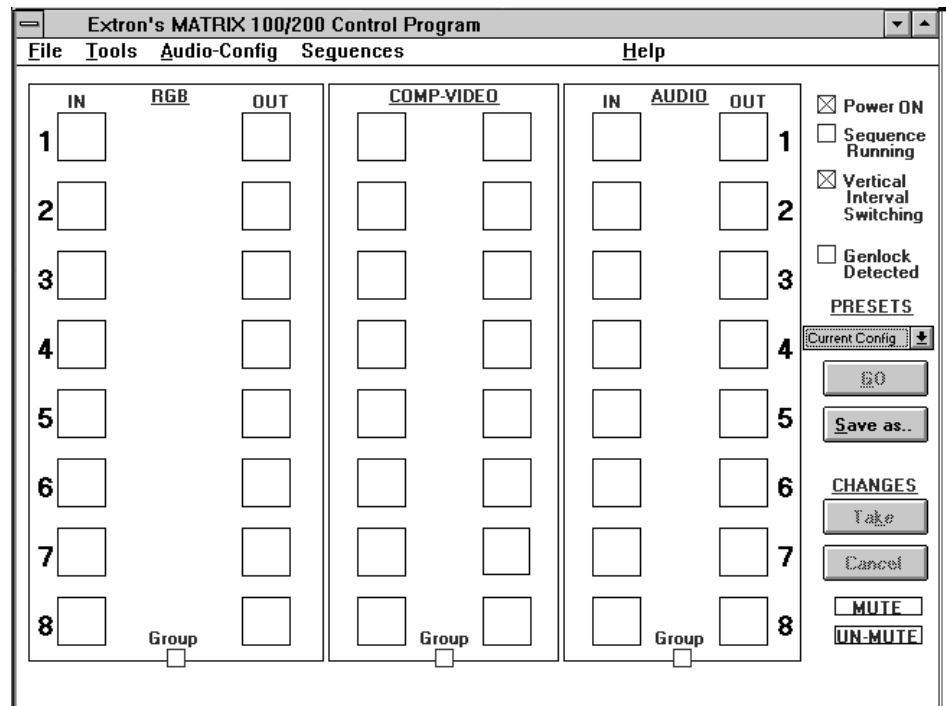 Extron's MATRIX 100/200 Control Program
File Tools Audio-Config Sequences Help
IN RGB OUT COMP-VIDEO IN AUDIO OUT
1 1
2 2
3 3
4 4
5 5
6 6
7 7
8 8
Group Group Group
Power ON
Sequence
Running
Vertical
Interval
Switching
Genlock
Detected
PRESETS
Current Config
GO
Save as..
CHANGES
Take
Cancel
MUTE
UN-MUTE